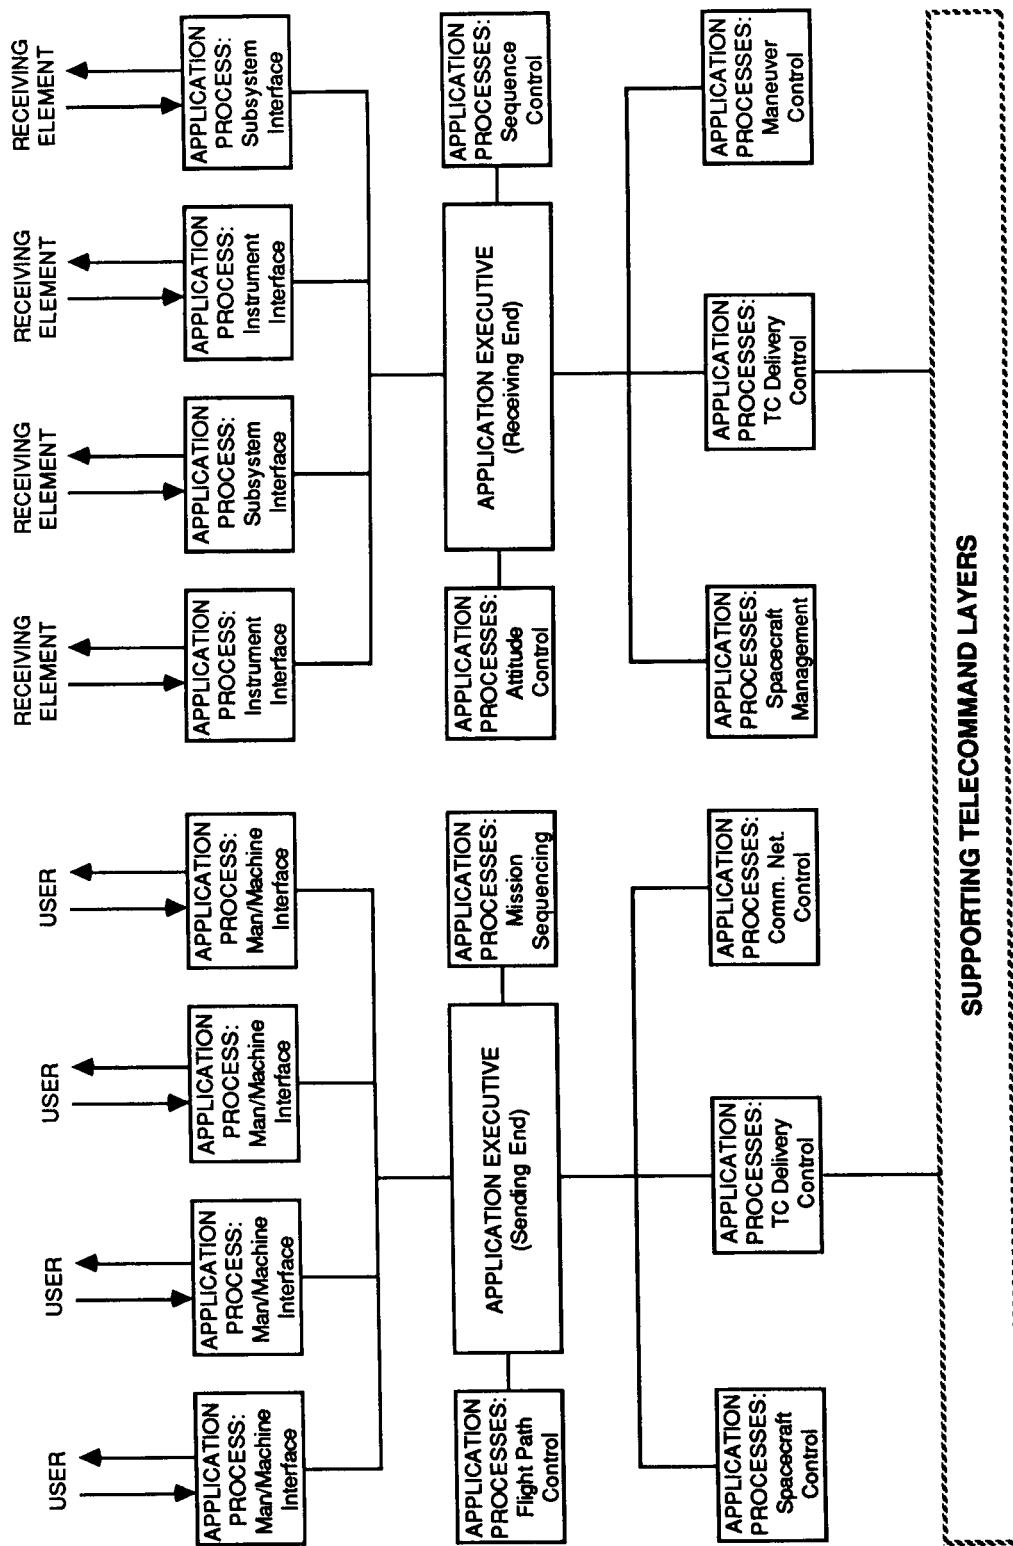 USER
USER
USER
USER
RECEIVING
ELEMENT
RECEIVING
ELEMENT
RECEIVING
ELEMENT
RECEIVING
ELEMENT
APPLICATION
PROCESS:
Man/Machine
Interface
APPLICATION
PROCESS:
Man/Machine
Interface
APPLICATION
PROCESS:
Man/Machine
Interface
APPLICATION
PROCESS:
Man/Machine
Interface
APPLICATION
PROCESS:
Instrument
Interface
APPLICATION
PROCESS:
Subsystem
Interface
APPLICATION
PROCESS:
Instrument
Interface
APPLICATION
PROCESS:
Subsystem
Interface
APPLICATION
PROCESSES:
Flight Path
Control
APPLICATION EXECUTIVE
(Sending End)
APPLICATION
PROCESSES:
Mission
Sequencing
APPLICATION
PROCESSES:
Attitude
Control
APPLICATION EXECUTIVE
(Receiving End)
APPLICATION
PROCESSES:
Sequence
Control
APPLICATION
PROCESSES:
Spacecraft
Control
APPLICATION
PROCESSES:
TC Delivery
Control
APPLICATION
PROCESSES:
Comm. Net.
Control
APPLICATION
PROCESSES:
Spacecraft
Management
APPLICATION
PROCESSES:
TC Delivery
Control
APPLICATION
PROCESSES:
Maneuver
Control
SUPPORTING TELECOMMAND LAYERS